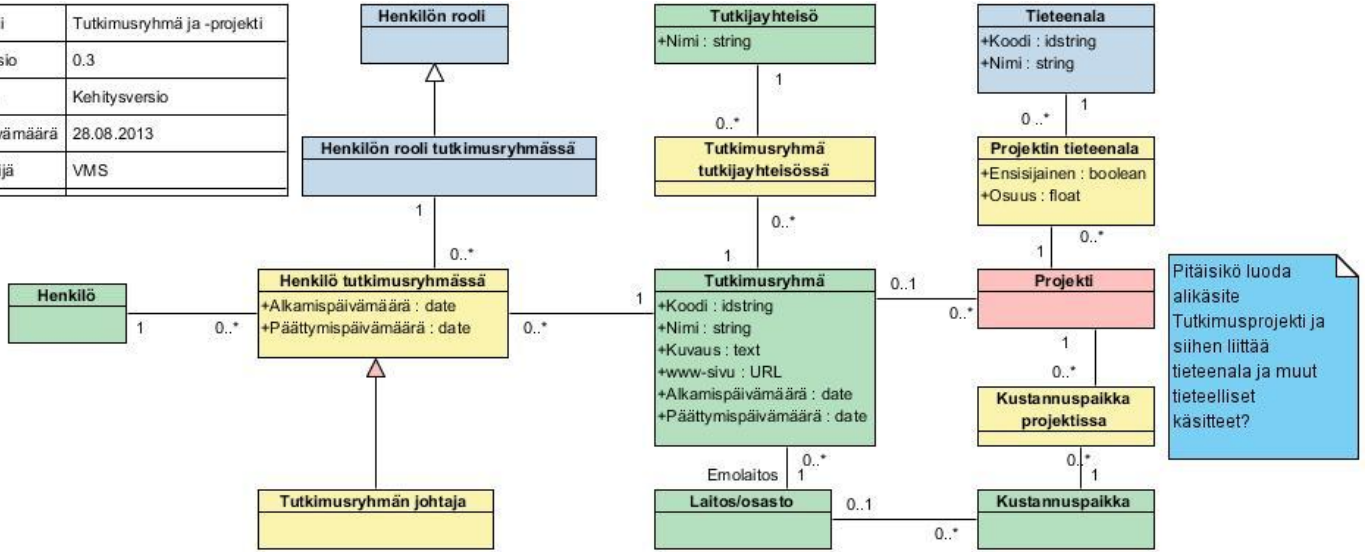 ti
Tutkimusryhmä ja -projekti
sio
0.3
Kehitysversio
ämäärä
28.08.2013
ijä
VMS
Henkilön rooli
Henkilön rooli tutkimusryhmässä
1
0..*
Henkilö
1
0..*
Henkilö tutkimusryhmässä
+Alkamispäivämäärä : date
+Päättymispäivämäärä : date
0..*
1
Tutkimusryhmän johtaja
Tutkijayhteisö
+Nimi : string
1
0..*
Tutkimusryhmä
tutkijayhteisössä
0..*
1
Tutkimusryhmä
+Koodi : idstring
+Nimi : string
+Kuvaus : text
+www-sivu : URL
+Alkamispäivämäärä : date
+Päättymispäivämäärä : date
0..1
0..*
0..*
Emolaitos
1
Laitos/osasto
0..1
0..*
Tieteenala
+Koodi : idstring
+Nimi : string
1
0 ..*
Projektin tieteenala
+Ensisijainen : boolean
+Osuus : float
0..*
1
Projekti
1
0..*
Kustannuspaikka
projektissa
0..*
1
Kustannuspaikka
Pitäisikö luoda
alikäsite
Tutkimusprojekti ja
siihen liittää
tieteenala ja muut
tieteelliset
käsitteet?